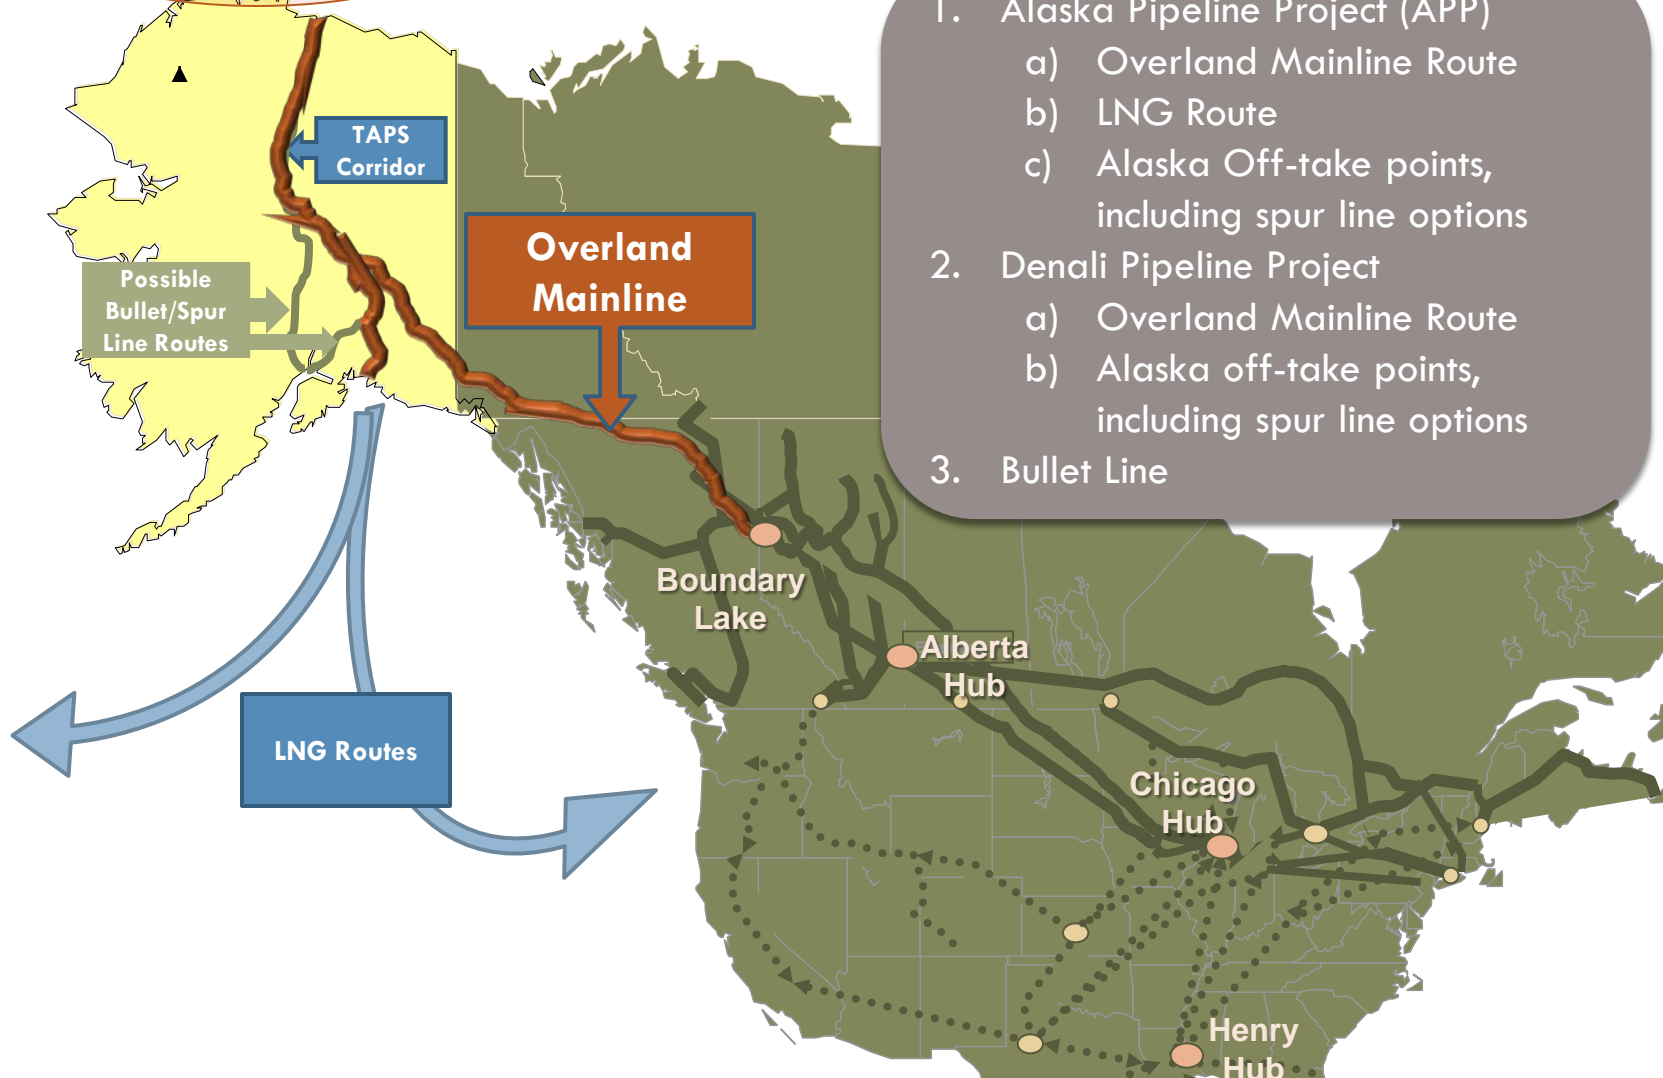 1. Alaska Pipeline Project (APP)
a) Overland Mainline Route
b) LNG Route
c) Alaska Off-take points,
including spur line options
2. Denali Pipeline Project
a) Overland Mainline Route
b) Alaska off-take points,
including spur line options
3. Bullet Line
TAPS
Corridor
Overland
Mainline
Possible
Bullet/Spur
Line Routes
Boundary
Lake
Alberta
Hub
LNG Routes
Chicago
Hub
Henry
Hub